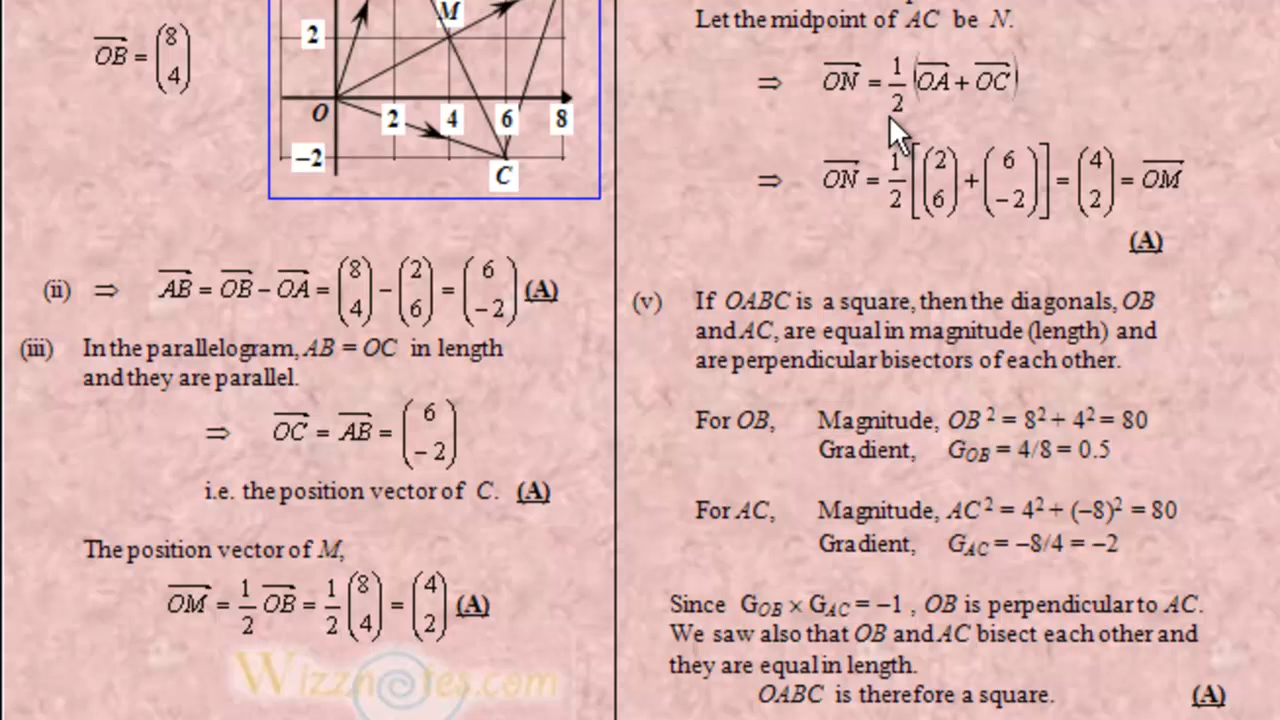 OB = (8 4)
M
2
O
2 4 6 8
–2
C
(ii) ⇒ AB = OB – OA = (8 4) – (2 6) = (6 –2) (A)
(iii) In the parallelogram, AB = OC in length
and they are parallel.
⇒ OC = AB = (6 –2)
i.e. the position vector of C. (A)
The position vector of M,
OM = 1/2 OB = 1/2 (8 4) = (4 2) (A)
Wizznotes.com
Let the midpoint of AC be N.
⇒ ON = 1/2 (OA + OC)
⇒ ON = 1/2 [(2 6) + (6 –2)] = (4 2) = OM
(A)
(v) If OABC is a square, then the diagonals, OB
and AC, are equal in magnitude (length) and
are perpendicular bisectors of each other.
For OB, Magnitude, OB² = 8² + 4² = 80
Gradient, G_OB = 4/8 = 0.5
For AC, Magnitude, AC² = 4² + (–8)² = 80
Gradient, G_AC = –8/4 = –2
Since G_OB × G_AC = –1 , OB is perpendicular to AC.
We saw also that OB and AC bisect each other and
they are equal in length.
OABC is therefore a square. (A)